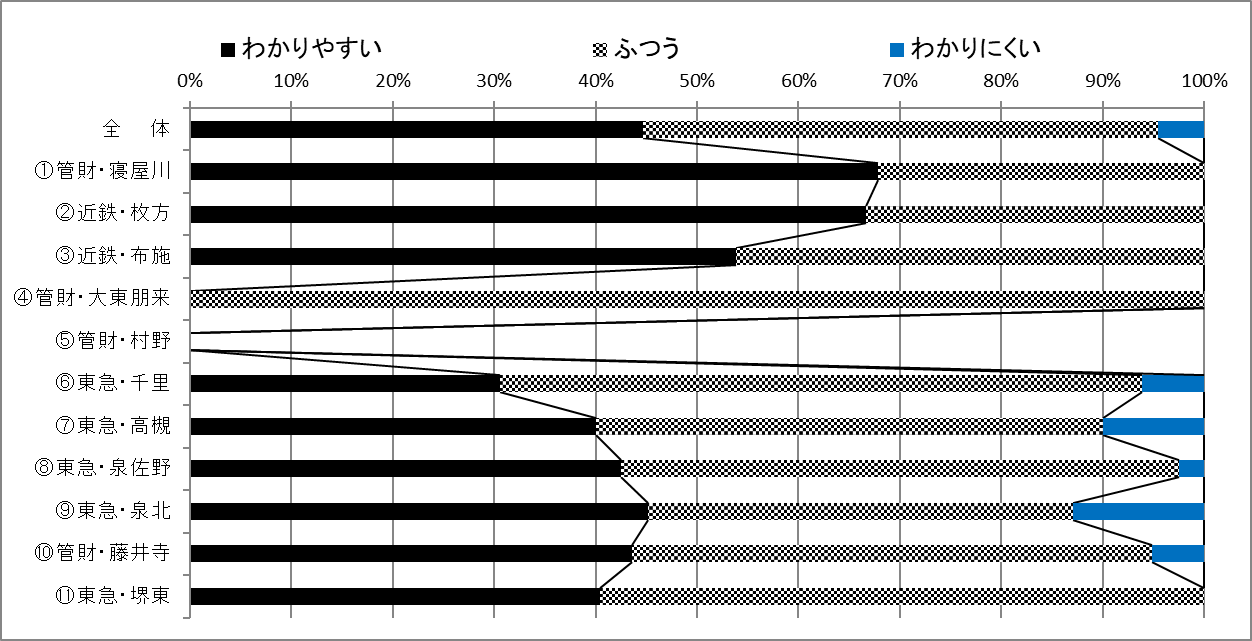 わかりやすい ふつう わかりにくい
0% 10% 20% 30% 40% 50% 60% 70% 80% 90% 100%
全 体
①管財・寝屋川
②近鉄・枚方
③近鉄・布施
④管財・大東朋来
⑤管財・村野
⑥東急・千里
⑦東急・高槻
⑧東急・泉佐野
⑨東急・泉北
⑩管財・藤井寺
⑪東急・堺東